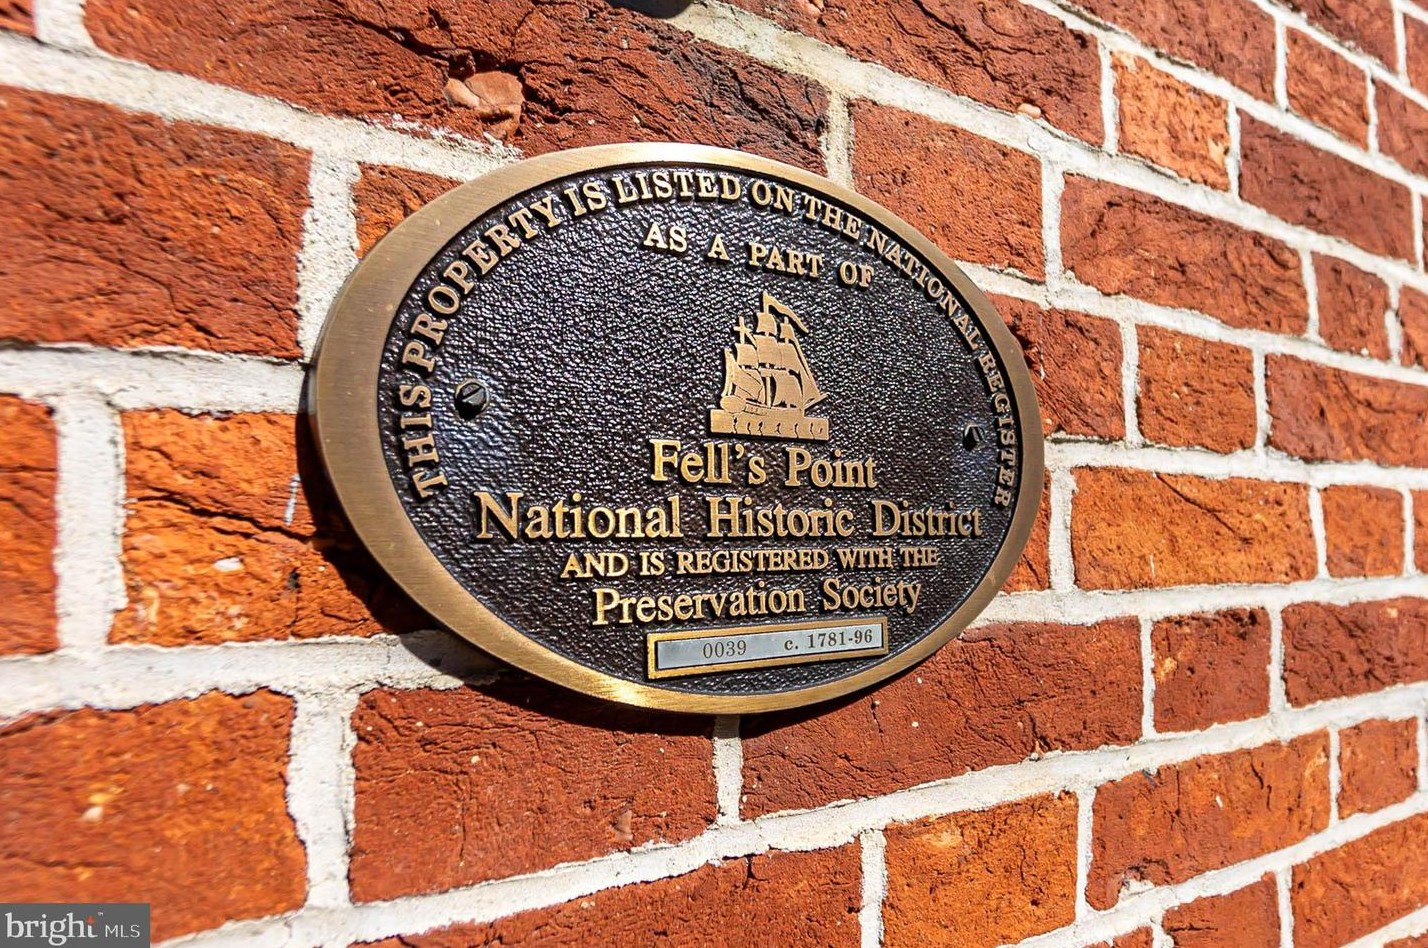 THIS PROPERTY IS LISTED ON THE NATIONAL REGISTER
AS A PART OF
Fell's Point
National Historic District
AND IS REGISTERED WITH THE
Preservation Society
0039 c. 1781-96
bright™ MLS